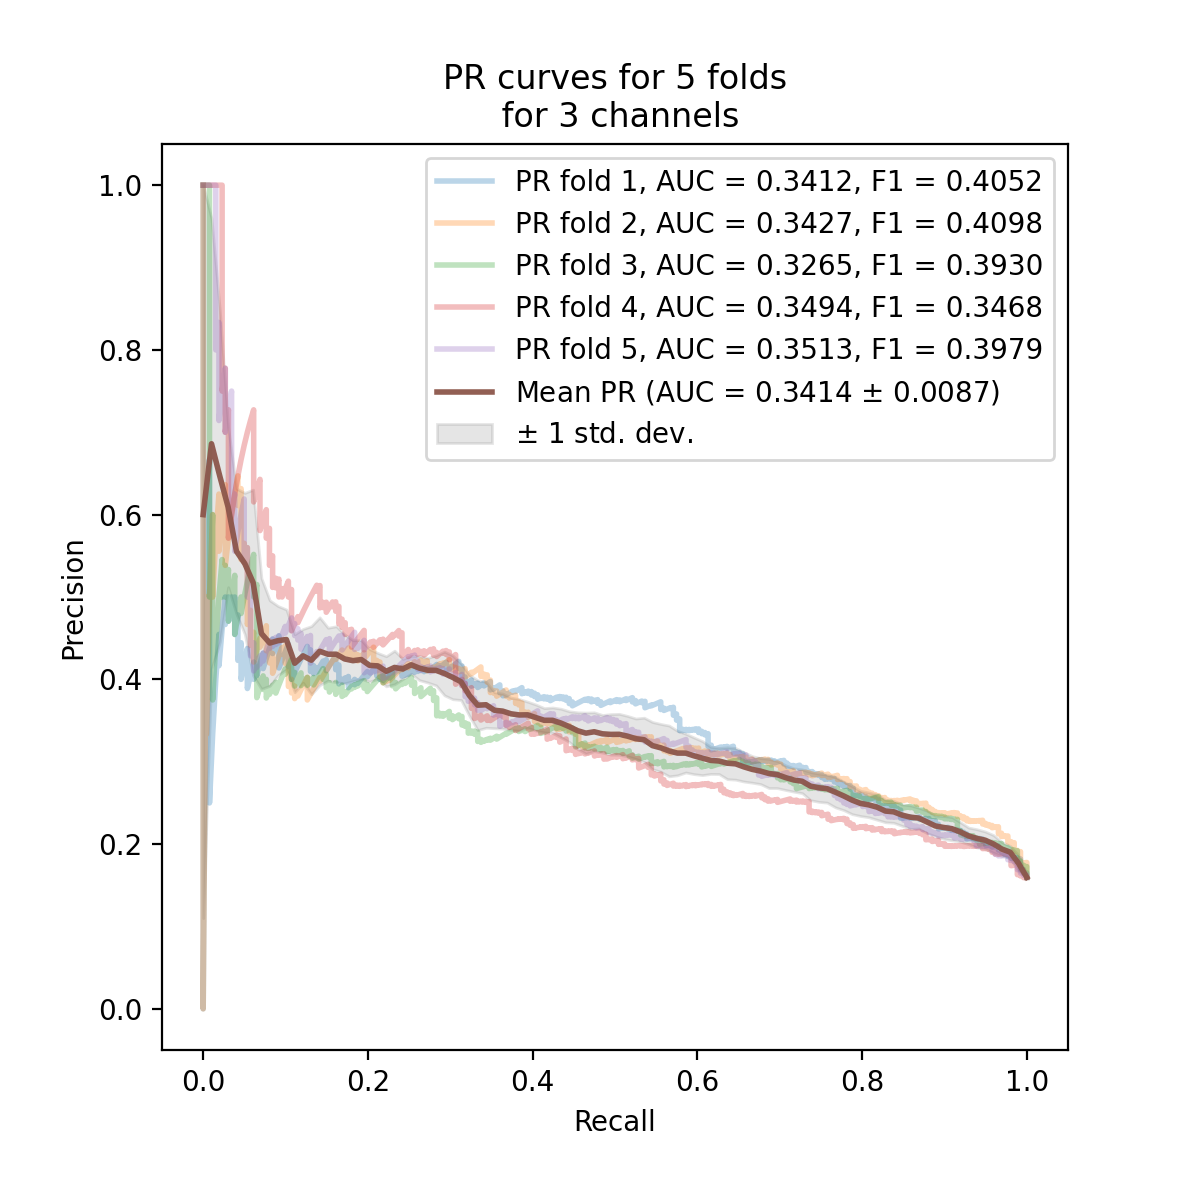 PR curves for 5 folds
for 3 channels
PR fold 1, AUC = 0.3412, F1 = 0.4052
PR fold 2, AUC = 0.3427, F1 = 0.4098
PR fold 3, AUC = 0.3265, F1 = 0.3930
PR fold 4, AUC = 0.3494, F1 = 0.3468
PR fold 5, AUC = 0.3513, F1 = 0.3979
Mean PR (AUC = 0.3414 ± 0.0087)
± 1 std. dev.
Precision
1.0
0.8
0.6
0.4
0.2
0.0
0.0 0.2 0.4 0.6 0.8 1.0
Recall